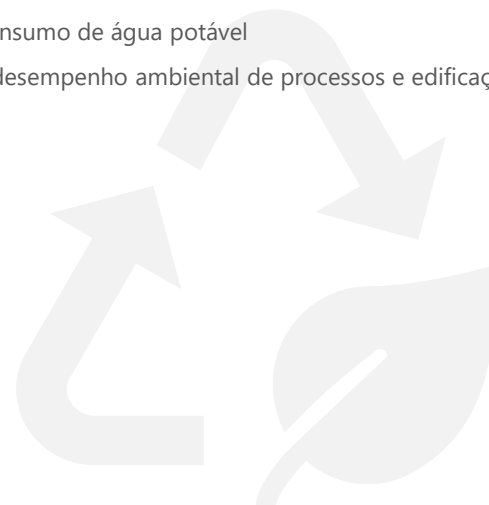 nsumo de água potável
desempenho ambiental de processos e edificaç